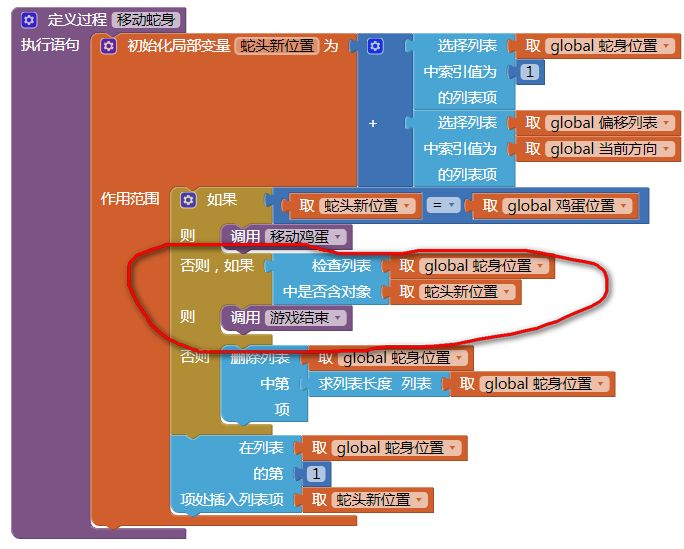 定义过程 移动蛇身
执行语句 初始化局部变量 蛇头新位置 为 选择列表 取 global 蛇身位置
中索引值为 1
的列表项
+ 选择列表 取 global 偏移列表
中索引值为 取 global 当前方向
的列表项
作用范围 如果 取 蛇头新位置 = 取 global 鸡蛋位置
则 调用 移动鸡蛋
否则，如果 检查列表 取 global 蛇身位置
中是否含对象 取 蛇头新位置
则 调用 游戏结束
否则 删除列表 取 global 蛇身位置
中第 求列表长度 列表 取 global 蛇身位置
项
在列表 取 global 蛇身位置
的第 1
项处插入列表项 取 蛇头新位置